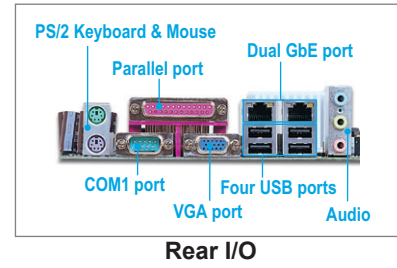 PS/2 Keyboard & Mouse
Dual GbE port
Parallel port
COM1 port
Four USB ports
VGA port
Audio
Rear I/O